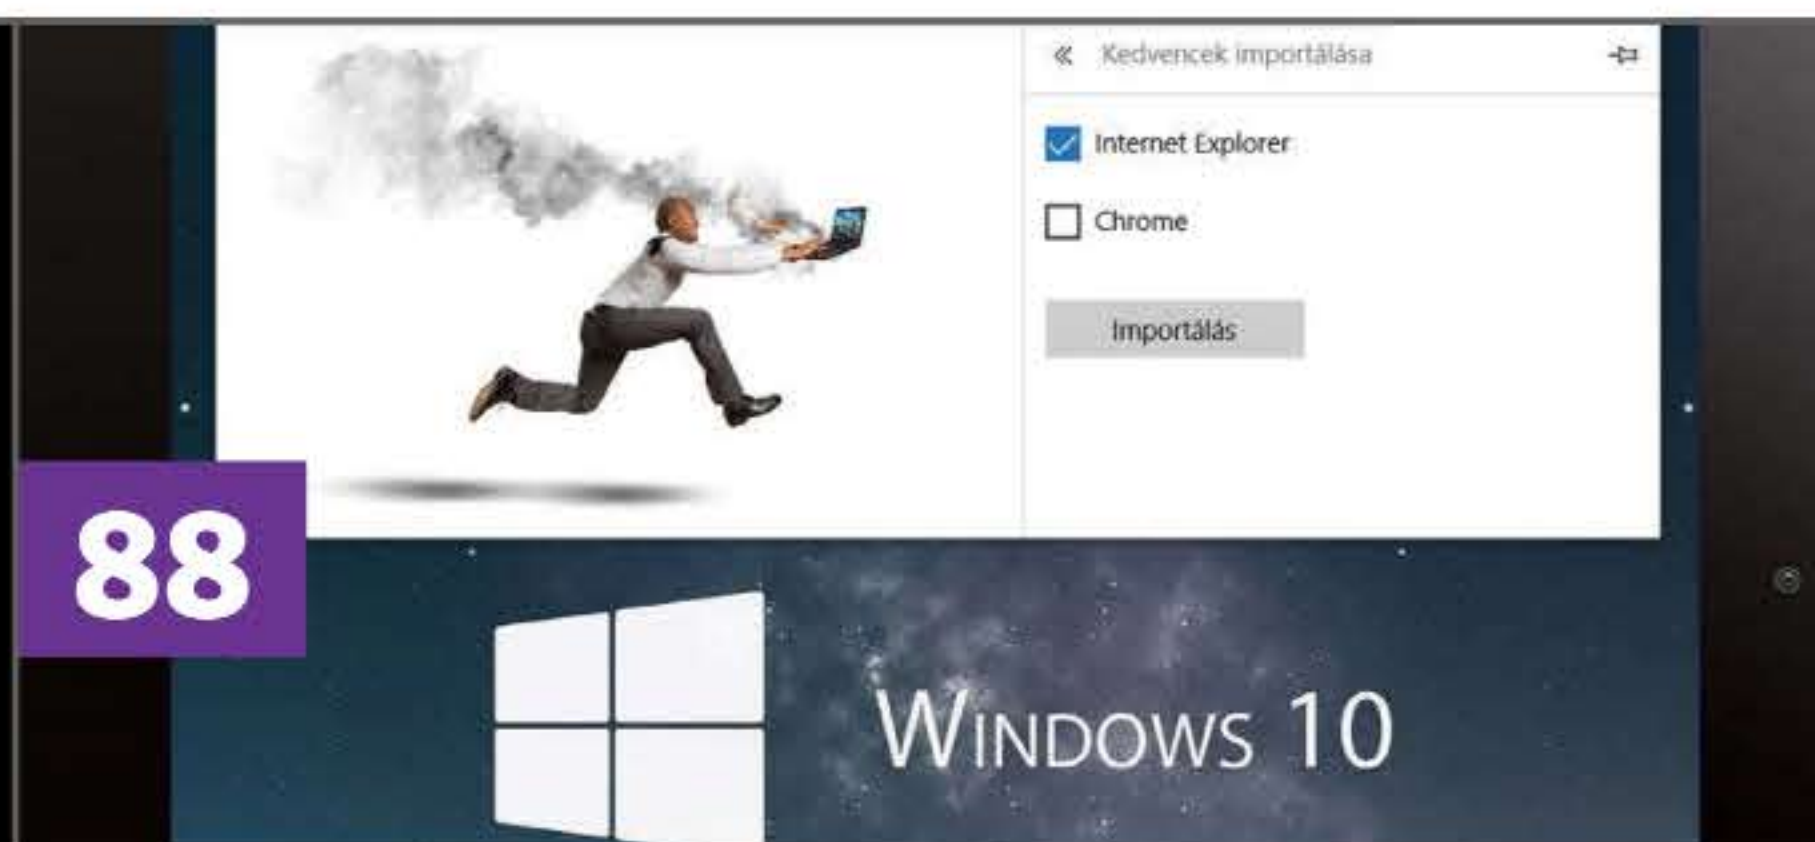 Kedvencek importálása
Internet Explorer
Chrome
Importálás
88
WINDOWS 10